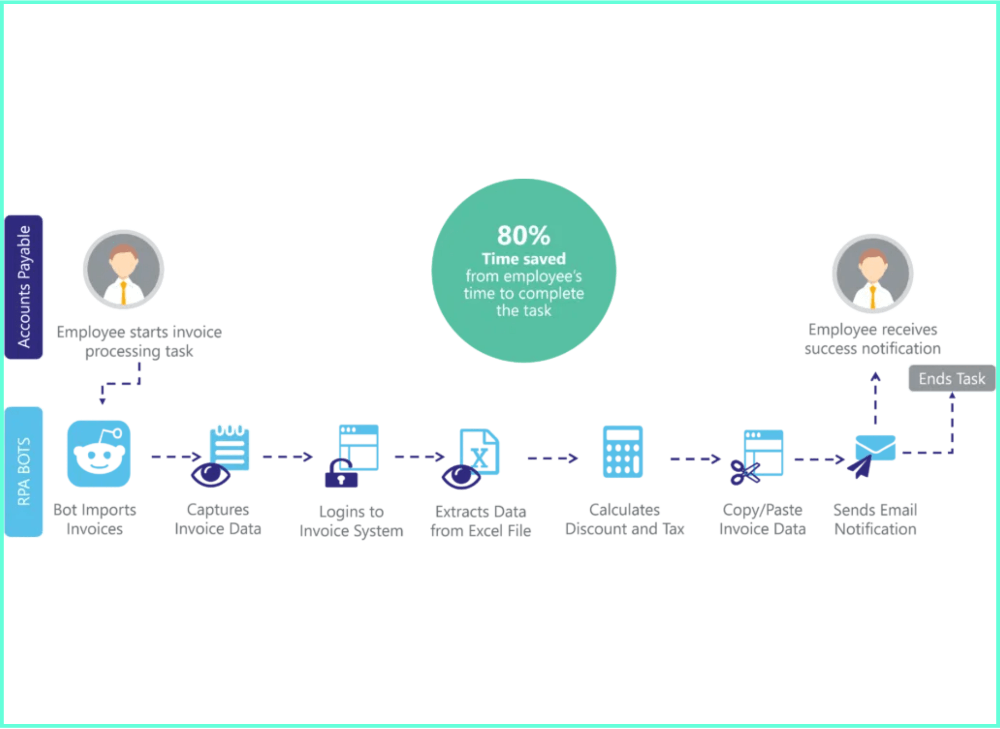 Accounts Payable
Employee starts invoice
processing task
80%
Time saved
from employee's
time to complete
the task
Employee receives
success notification
Ends Task
RPA BOTS
Bot Imports
Invoices
Captures
Invoice Data
Logins to
Invoice System
X
Extracts Data
from Excel File
Calculates
Discount and Tax
Copy/Paste
Invoice Data
Sends Email
Notification